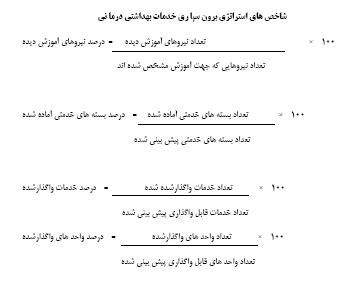 شاخص های استراتژی برون سپاری خدمات بهداشتی درمانی
درصد نیروهای آموزش دیده = تعداد نیروهای آموزش دیده × ۱۰۰
تعداد نیروهایی که جهت آموزش مشخص شده اند
درصد بسته های خدمتی آماده شده = تعداد بسته های خدمتی آماده شده × ۱۰۰
تعداد بسته های خدمتی پیش بینی شده
درصد خدمات واگذارشده = تعداد خدمات واگذارشده شده × ۱۰۰
تعداد خدمات قابل واگذاری پیش بینی شده
درصد واحد های واگذارشده = تعداد واحد های واگذارشده × ۱۰۰
تعداد واحد های قابل واگذاری پیش بینی شده